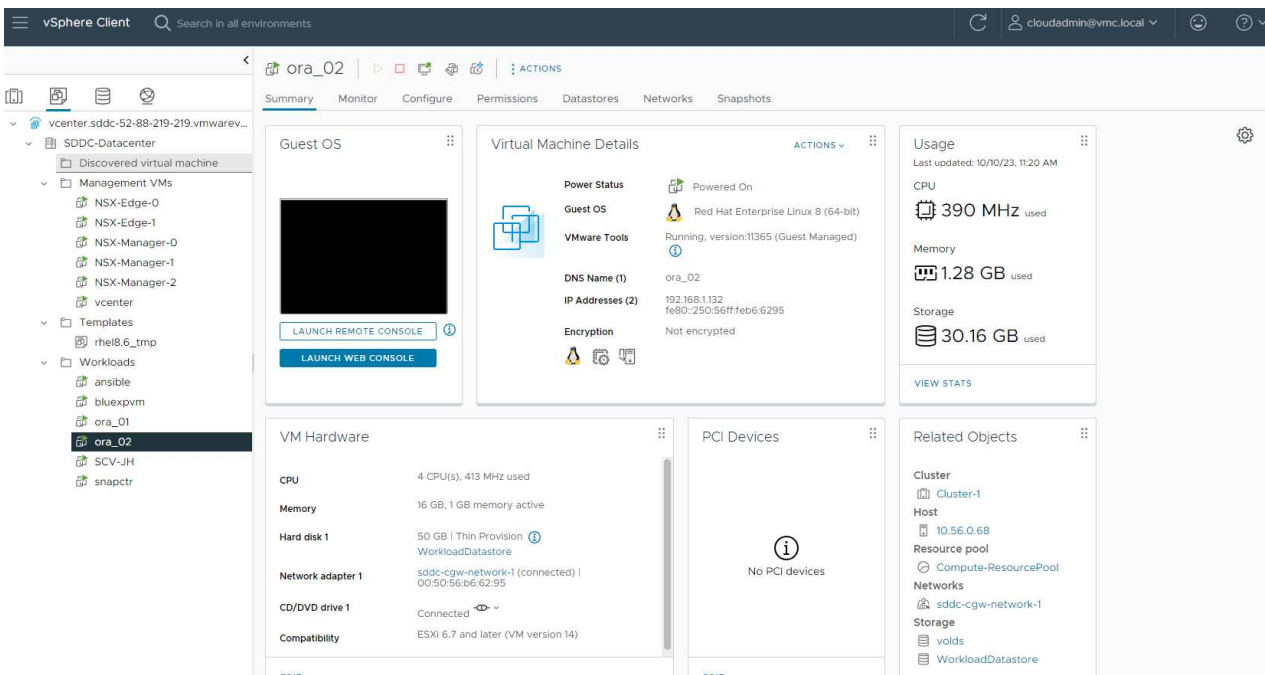 vSphere Client
Search in all environments
cloudadmin@vmc.local
vcenter.sddc-52-88-219-219.vmwarev...
SDDC-Datacenter
Discovered virtual machine
Management VMs
NSX-Edge-0
NSX-Edge-1
NSX-Manager-0
NSX-Manager-1
NSX-Manager-2
vcenter
Templates
rhel8.6_tmp
Workloads
ansible
bluexpvm
ora_01
ora_02
SCV-JH
snapctr
ora_02
ACTIONS
Summary Monitor Configure Permissions Datastores Networks Snapshots
Guest OS
LAUNCH REMOTE CONSOLE
LAUNCH WEB CONSOLE
Virtual Machine Details
ACTIONS
Power Status Powered On
Guest OS Red Hat Enterprise Linux 8 (64-bit)
VMware Tools Running, version:11365 (Guest Managed)
DNS Name (1) ora_02
IP Addresses (2) 192.168.1.132
fe80::250:56ff:feb6:6295
Encryption Not encrypted
Usage
Last updated: 10/10/23, 11:20 AM
CPU
390 MHz used
Memory
1.28 GB used
Storage
30.16 GB used
VIEW STATS
VM Hardware
CPU 4 CPU(s), 413 MHz used
Memory 16 GB, 1 GB memory active
Hard disk 1 50 GB | Thin Provision
WorkloadDatastore
Network adapter 1 sddc-cgw-network-1 (connected) |
00:50:56:b6:62:95
CD/DVD drive 1 Connected
Compatibility ESXi 6.7 and later (VM version 14)
PCI Devices
No PCI devices
Related Objects
Cluster
Cluster-1
Host
10.56.0.68
Resource pool
Compute-ResourcePool
Networks
sddc-cgw-network-1
Storage
volds
WorkloadDatastore